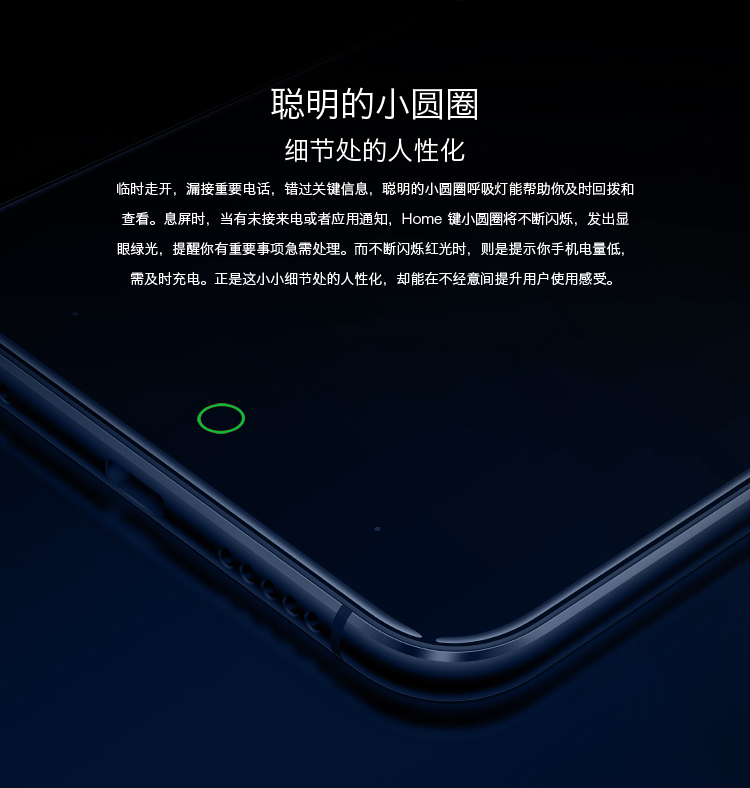 聪明的小圆圈
细节处的人性化
临时走开，漏接重要电话，错过关键信息，聪明的小圆圈呼吸灯能帮助你及时回拨和
查看。息屏时，当有未接来电或者应用通知，Home 键小圆圈将不断闪烁，发出显
眼绿光，提醒你有重要事项急需处理。而不断闪烁红光时，则是提示你手机电量低，
需及时充电。正是这小小细节处的人性化，却能在不经意间提升用户使用感受。